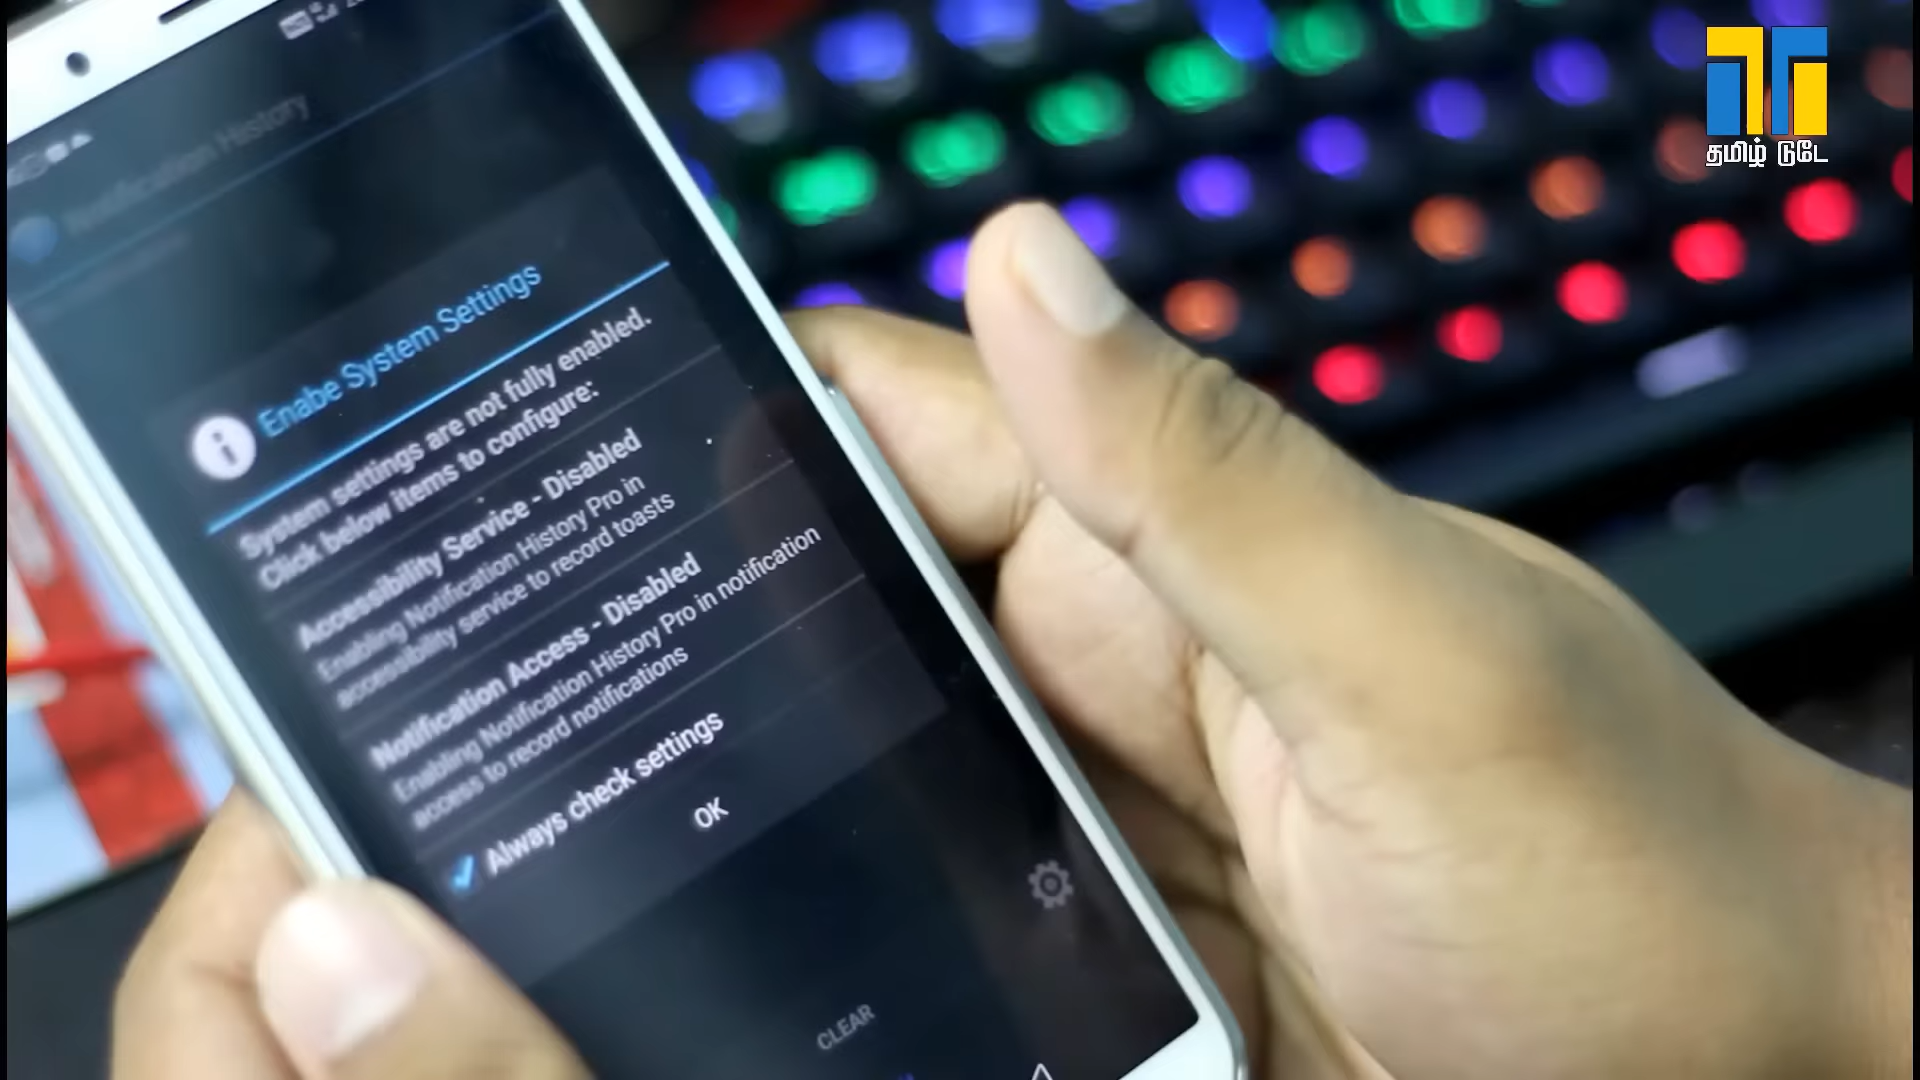 Notification History
Enabe System Settings
System settings are not fully enabled.
Click below items to configure:
Accessibility Service - Disabled
Enabling Notification History Pro in
accessibility service to record toasts
Notification Access - Disabled
Enabling Notification History Pro in notification
access to record notifications
Always check settings
OK
CLEAR
தமிழ் டுடே